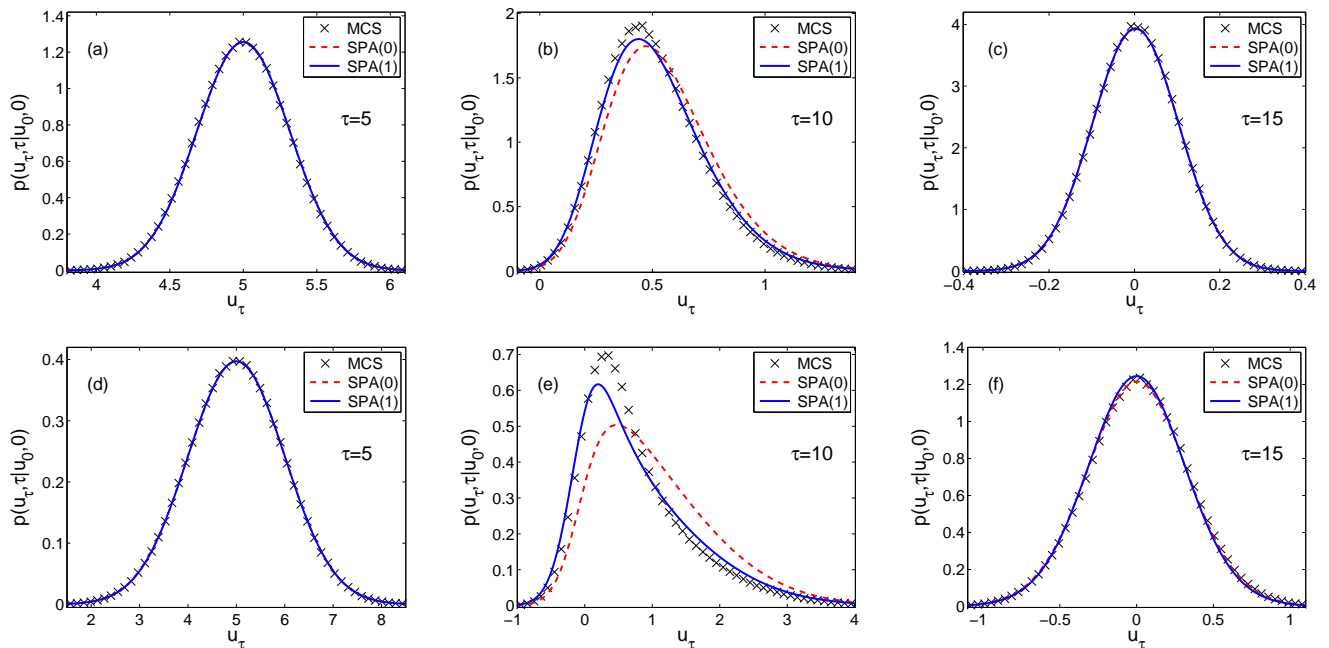 (a)
MCS
SPA(0)
SPA(1)
τ=5
p(u_τ,τ|u_0,0)
0 0.2 0.4 0.6 0.8 1 1.2 1.4
4 4.5 5 5.5 6
u_τ
(b)
MCS
SPA(0)
SPA(1)
τ=10
p(u_τ,τ|u_0,0)
0 0.5 1 1.5 2
0 0.5 1
u_τ
(c)
MCS
SPA(0)
SPA(1)
τ=15
p(u_τ,τ|u_0,0)
0 1 2 3 4
−0.4 −0.2 0 0.2 0.4
u_τ
(d)
MCS
SPA(0)
SPA(1)
τ=5
p(u_τ,τ|u_0,0)
0 0.1 0.2 0.3 0.4
2 3 4 5 6 7 8
u_τ
(e)
MCS
SPA(0)
SPA(1)
τ=10
p(u_τ,τ|u_0,0)
0 0.1 0.2 0.3 0.4 0.5 0.6 0.7
−1 0 1 2 3 4
u_τ
(f)
MCS
SPA(0)
SPA(1)
τ=15
p(u_τ,τ|u_0,0)
0 0.2 0.4 0.6 0.8 1 1.2 1.4
−1 −0.5 0 0.5 1
u_τ